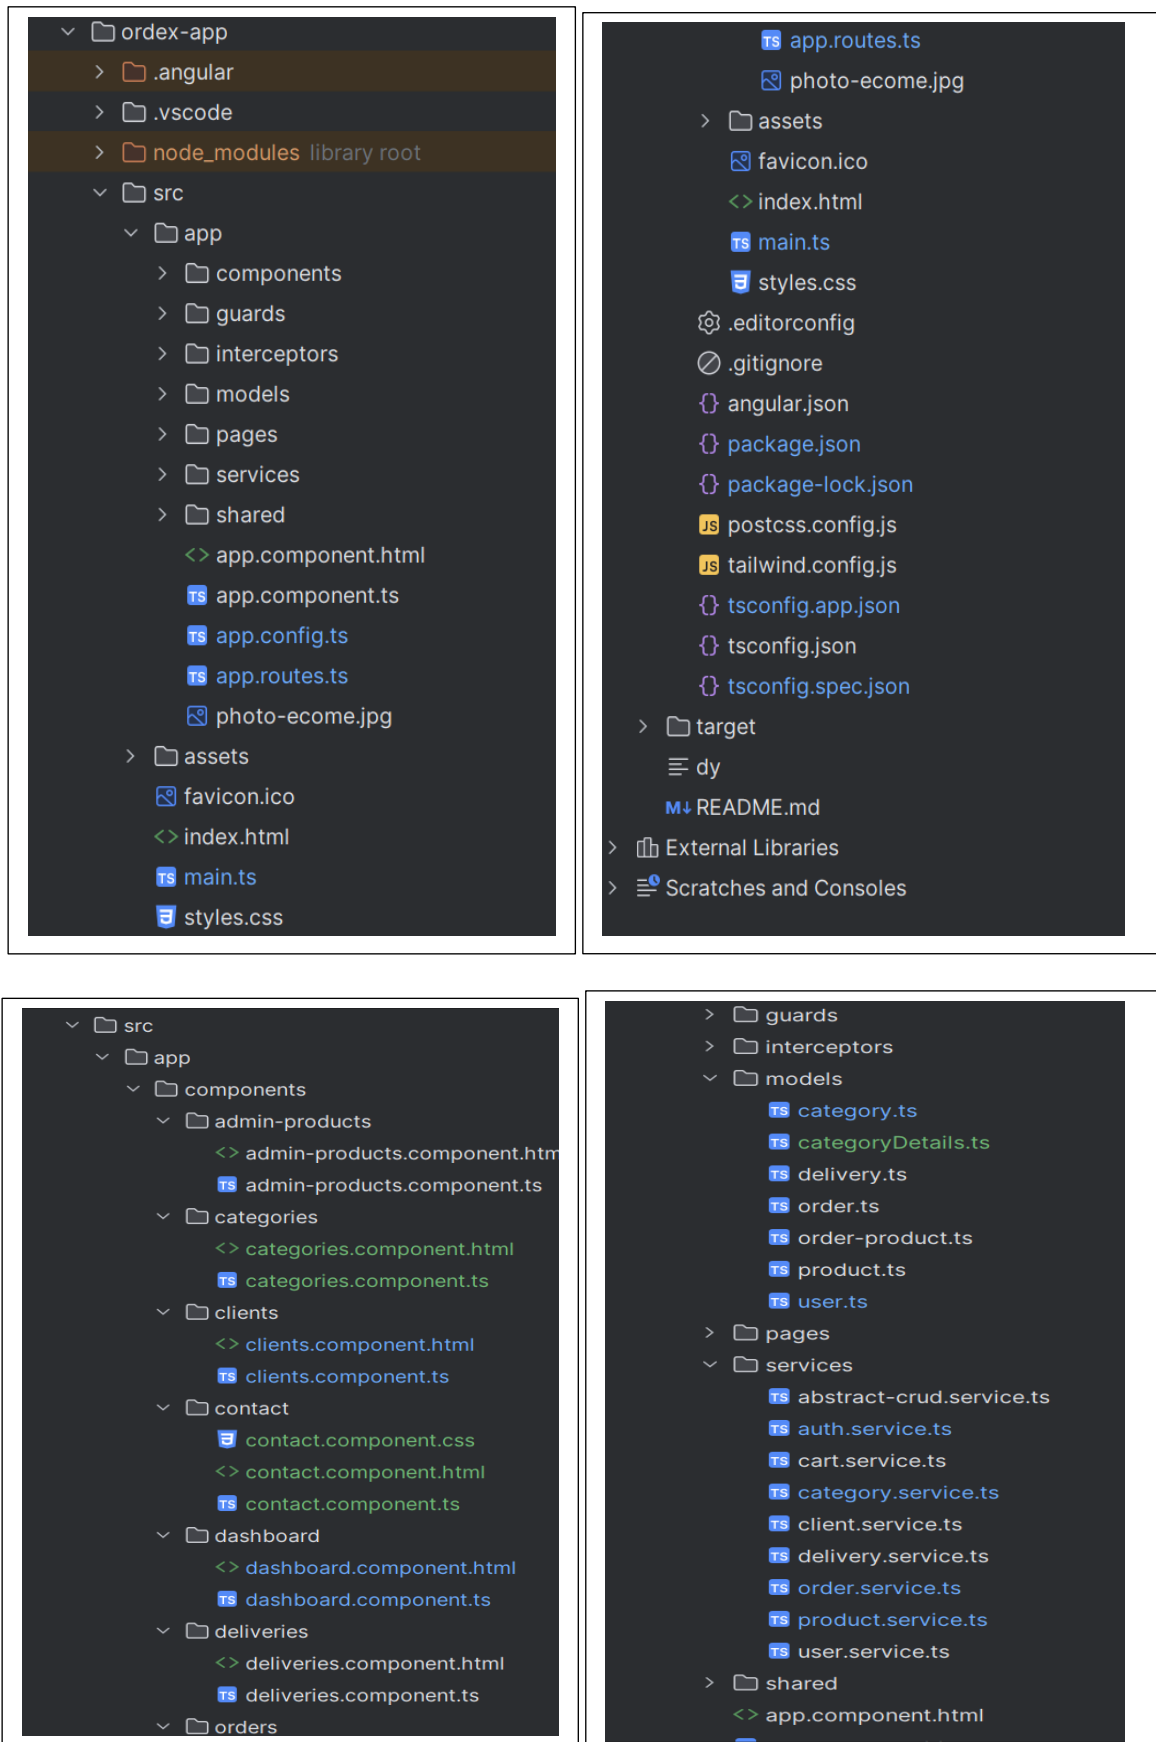 ordex-app
.angular
.vscode
node_modules library root
src
app
components
guards
interceptors
models
pages
services
shared
app.component.html
app.component.ts
app.config.ts
app.routes.ts
photo-ecome.jpg
assets
favicon.ico
index.html
main.ts
styles.css
app.routes.ts
photo-ecome.jpg
assets
favicon.ico
index.html
main.ts
styles.css
.editorconfig
.gitignore
angular.json
package.json
package-lock.json
postcss.config.js
tailwind.config.js
tsconfig.app.json
tsconfig.json
tsconfig.spec.json
target
dy
README.md
External Libraries
Scratches and Consoles
src
app
components
admin-products
admin-products.component.htm
admin-products.component.ts
categories
categories.component.html
categories.component.ts
clients
clients.component.html
clients.component.ts
contact
contact.component.css
contact.component.html
contact.component.ts
dashboard
dashboard.component.html
dashboard.component.ts
deliveries
deliveries.component.html
deliveries.component.ts
orders
guards
interceptors
models
category.ts
categoryDetails.ts
delivery.ts
order.ts
order-product.ts
product.ts
user.ts
pages
services
abstract-crud.service.ts
auth.service.ts
cart.service.ts
category.service.ts
client.service.ts
delivery.service.ts
order.service.ts
product.service.ts
user.service.ts
shared
app.component.html